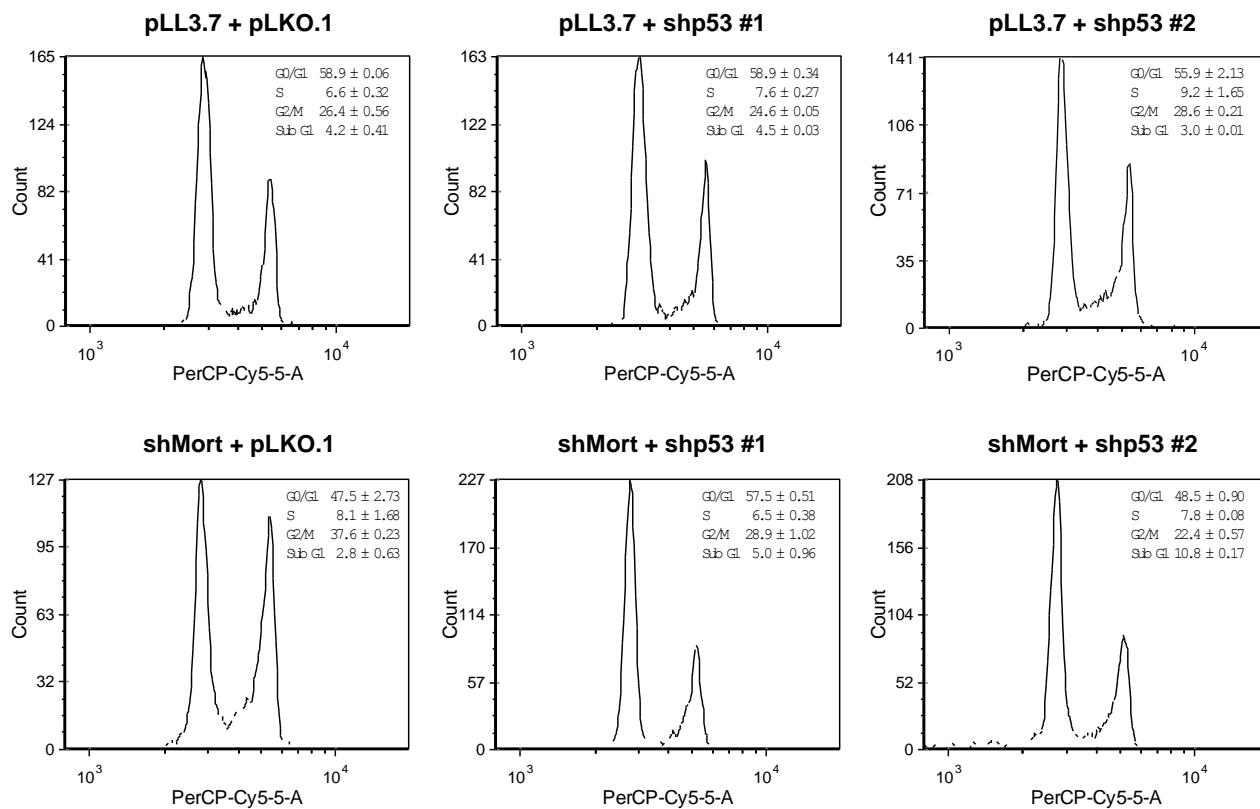 pLL3.7 + pLKO.1
165
124
82
41
0
Count
G0/G1 58.9 ± 0.06
S 6.6 ± 0.32
G2/M 26.4 ± 0.56
Sub G1 4.2 ± 0.41
10^3
10^4
PerCP-Cy5-5-A
pLL3.7 + shp53 #1
163
122
82
41
0
Count
G0/G1 58.9 ± 0.34
S 7.6 ± 0.27
G2/M 24.6 ± 0.05
Sub G1 4.5 ± 0.03
10^3
10^4
PerCP-Cy5-5-A
pLL3.7 + shp53 #2
141
106
71
35
0
Count
G0/G1 55.9 ± 2.13
S 9.2 ± 1.65
G2/M 28.6 ± 0.21
Sub G1 3.0 ± 0.01
10^3
10^4
PerCP-Cy5-5-A
shMort + pLKO.1
127
95
63
32
0
Count
G0/G1 47.5 ± 2.73
S 8.1 ± 1.68
G2/M 37.6 ± 0.23
Sub G1 2.8 ± 0.63
10^3
10^4
PerCP-Cy5-5-A
shMort + shp53 #1
227
170
114
57
0
Count
G0/G1 57.5 ± 0.51
S 6.5 ± 0.38
G2/M 28.9 ± 1.02
Sub G1 5.0 ± 0.96
10^3
10^4
PerCP-Cy5-5-A
shMort + shp53 #2
208
156
104
52
0
Count
G0/G1 48.5 ± 0.90
S 7.8 ± 0.08
G2/M 22.4 ± 0.57
Sub G1 10.8 ± 0.17
10^3
10^4
PerCP-Cy5-5-A